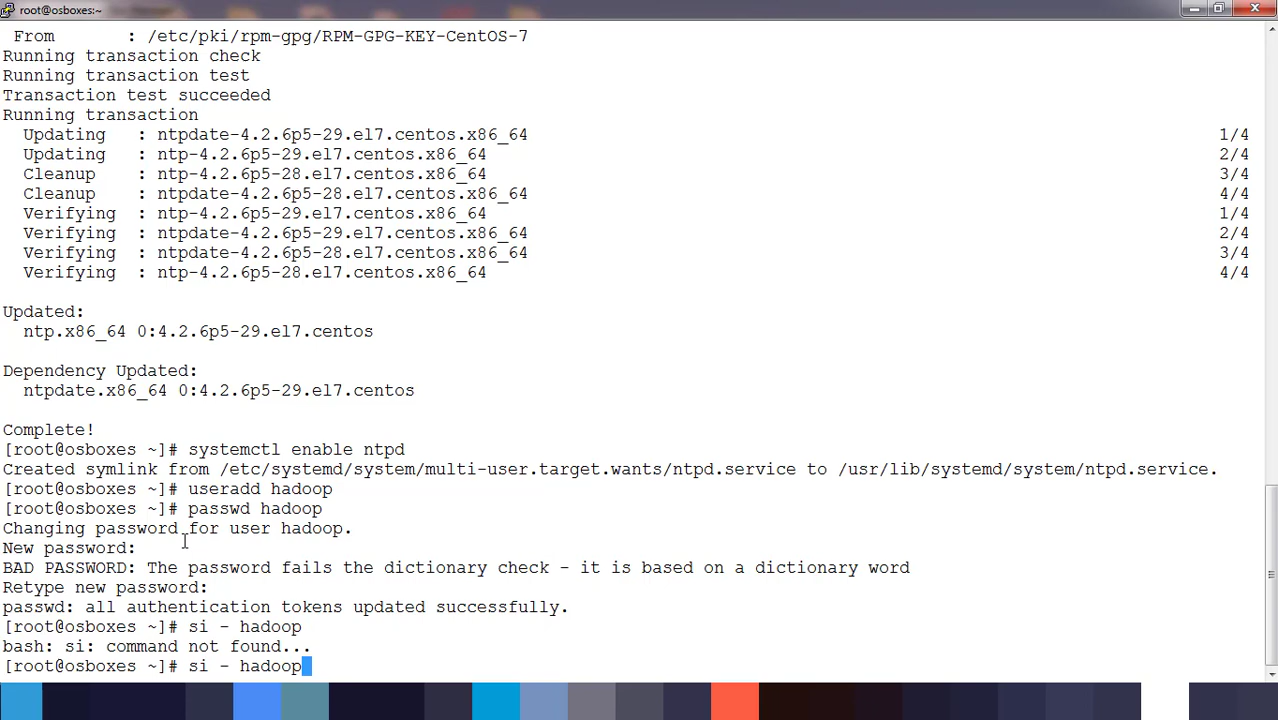 root@osboxes:~
From : /etc/pki/rpm-gpg/RPM-GPG-KEY-CentOS-7
Running transaction check
Running transaction test
Transaction test succeeded
Running transaction
Updating : ntpdate-4.2.6p5-29.el7.centos.x86_64 1/4
Updating : ntp-4.2.6p5-29.el7.centos.x86_64 2/4
Cleanup : ntp-4.2.6p5-28.el7.centos.x86_64 3/4
Cleanup : ntpdate-4.2.6p5-28.el7.centos.x86_64 4/4
Verifying : ntp-4.2.6p5-29.el7.centos.x86_64 1/4
Verifying : ntpdate-4.2.6p5-29.el7.centos.x86_64 2/4
Verifying : ntpdate-4.2.6p5-28.el7.centos.x86_64 3/4
Verifying : ntp-4.2.6p5-28.el7.centos.x86_64 4/4
Updated:
ntp.x86_64 0:4.2.6p5-29.el7.centos
Dependency Updated:
ntpdate.x86_64 0:4.2.6p5-29.el7.centos
Complete!
[root@osboxes ~]# systemctl enable ntpd
Created symlink from /etc/systemd/system/multi-user.target.wants/ntpd.service to /usr/lib/systemd/system/ntpd.service.
[root@osboxes ~]# useradd hadoop
[root@osboxes ~]# passwd hadoop
Changing password for user hadoop.
New password:
BAD PASSWORD: The password fails the dictionary check - it is based on a dictionary word
Retype new password:
passwd: all authentication tokens updated successfully.
[root@osboxes ~]# si - hadoop
bash: si: command not found...
[root@osboxes ~]# si - hadoop